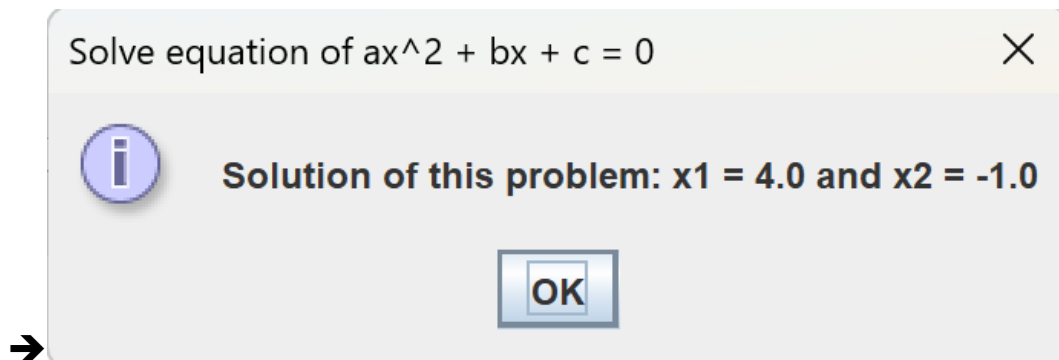 Solve equation of ax^2 + bx + c = 0
Solution of this problem: x1 = 4.0 and x2 = -1.0
OK